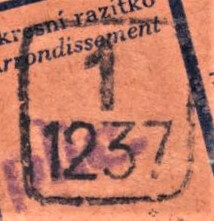 kresní razítko
arrondissement
1
1237